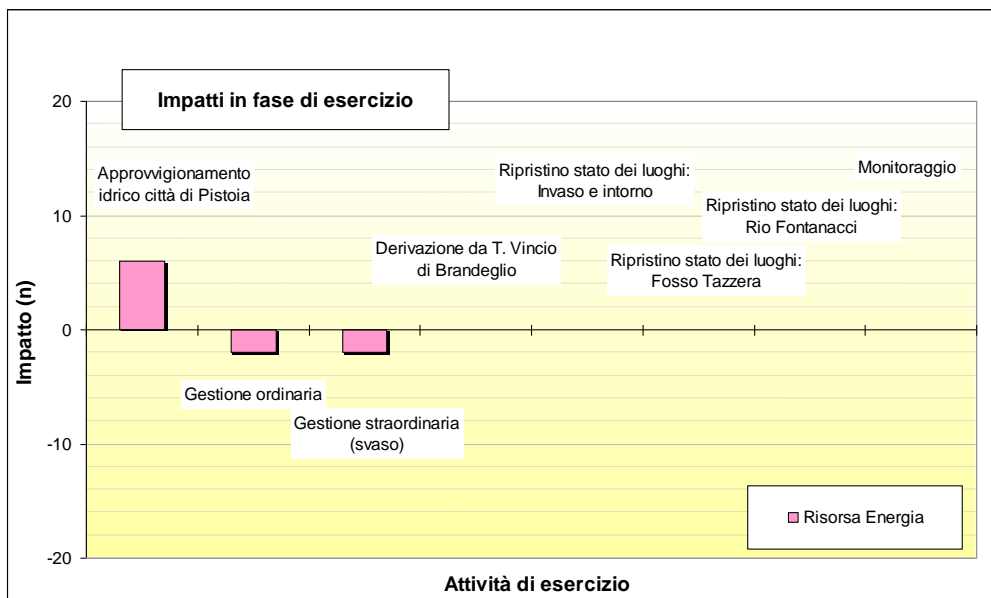 Impatti in fase di esercizio
Impatto (n)
20
10
0
-10
-20
Approvvigionamento
idrico città di Pistoia
Gestione ordinaria
Gestione straordinaria
(svaso)
Derivazione da T. Vincio
di Brandeglio
Ripristino stato dei luoghi:
Invaso e intorno
Ripristino stato dei luoghi:
Fosso Tazzera
Ripristino stato dei luoghi:
Rio Fontanacci
Monitoraggio
Risorsa Energia
Attività di esercizio